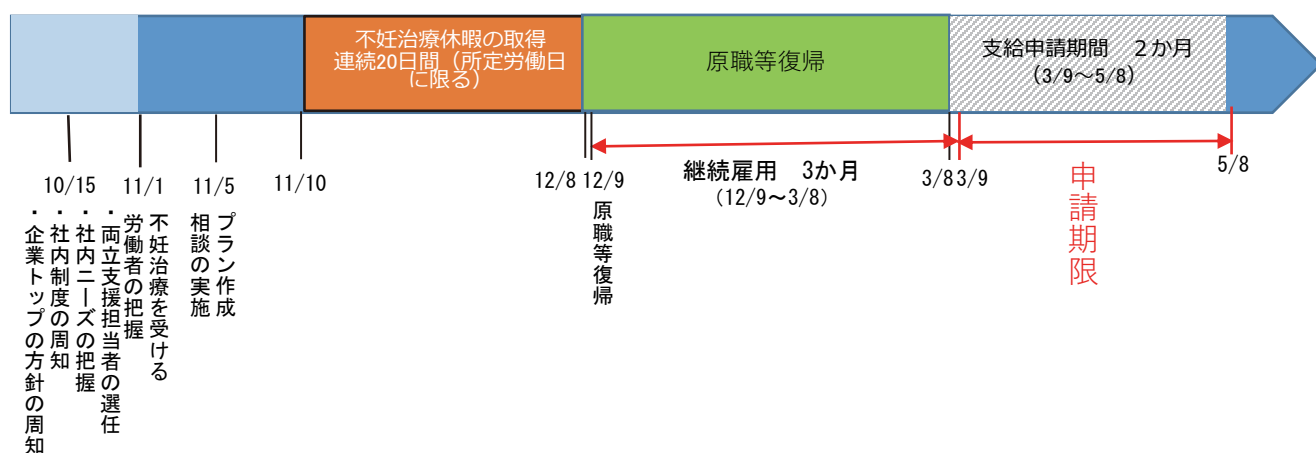 不妊治療休暇の取得
連続20日間（所定労働日
に限る）
原職等復帰
支給申請期間　２か月
（3/9～5/8）
10/15
11/1
11/5
11/10
12/8
12/9
継続雇用　3か月
（12/9～3/8）
3/8
3/9
5/8
・両立支援担当者の選任
・社内ニーズの把握
・社内制度の周知
・企業トップの方針の周知
不妊治療を受ける
労働者の把握
プラン作成
相談の実施
原職等復帰
申請期限